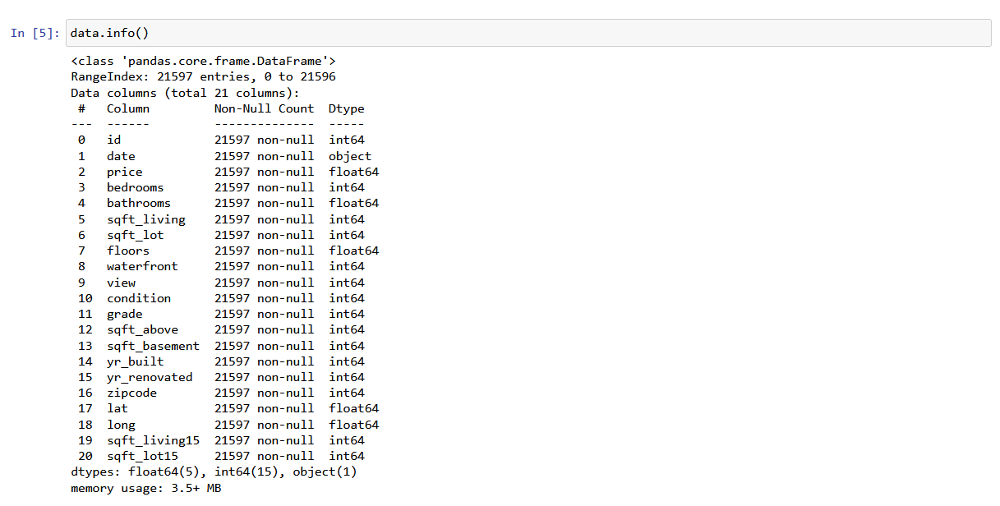 In [5]: data.info()
<class 'pandas.core.frame.DataFrame'>
RangeIndex: 21597 entries, 0 to 21596
Data columns (total 21 columns):
 #   Column         Non-Null Count  Dtype
---  ------         --------------  -----
 0   id             21597 non-null  int64
 1   date           21597 non-null  object
 2   price          21597 non-null  float64
 3   bedrooms       21597 non-null  int64
 4   bathrooms      21597 non-null  float64
 5   sqft_living    21597 non-null  int64
 6   sqft_lot       21597 non-null  int64
 7   floors         21597 non-null  float64
 8   waterfront     21597 non-null  int64
 9   view           21597 non-null  int64
 10  condition      21597 non-null  int64
 11  grade          21597 non-null  int64
 12  sqft_above     21597 non-null  int64
 13  sqft_basement  21597 non-null  int64
 14  yr_built       21597 non-null  int64
 15  yr_renovated   21597 non-null  int64
 16  zipcode        21597 non-null  int64
 17  lat            21597 non-null  float64
 18  long           21597 non-null  float64
 19  sqft_living15  21597 non-null  int64
 20  sqft_lot15     21597 non-null  int64
dtypes: float64(5), int64(15), object(1)
memory usage: 3.5+ MB